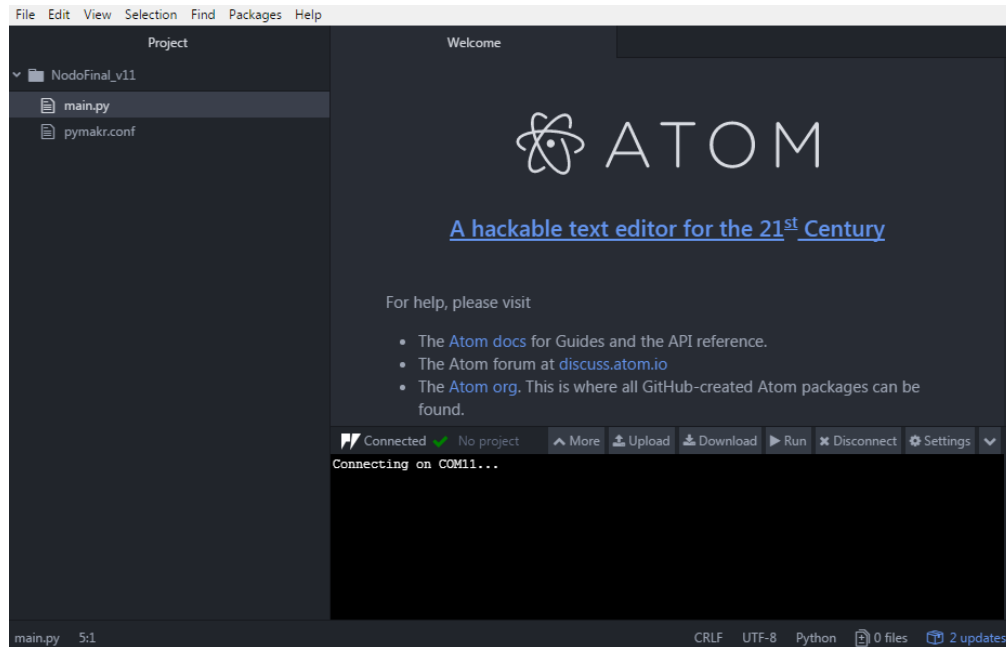 File Edit View Selection Find Packages Help
Project
NodoFinal_v11
main.py
pymakr.conf
Welcome
ATOM
A hackable text editor for the 21st Century
For help, please visit
• The Atom docs for Guides and the API reference.
• The Atom forum at discuss.atom.io
• The Atom org. This is where all GitHub-created Atom packages can be
found.
Connected No project More Upload Download Run Disconnect Settings
Connecting on COM11...
main.py 5:1 CRLF UTF-8 Python 0 files 2 updates